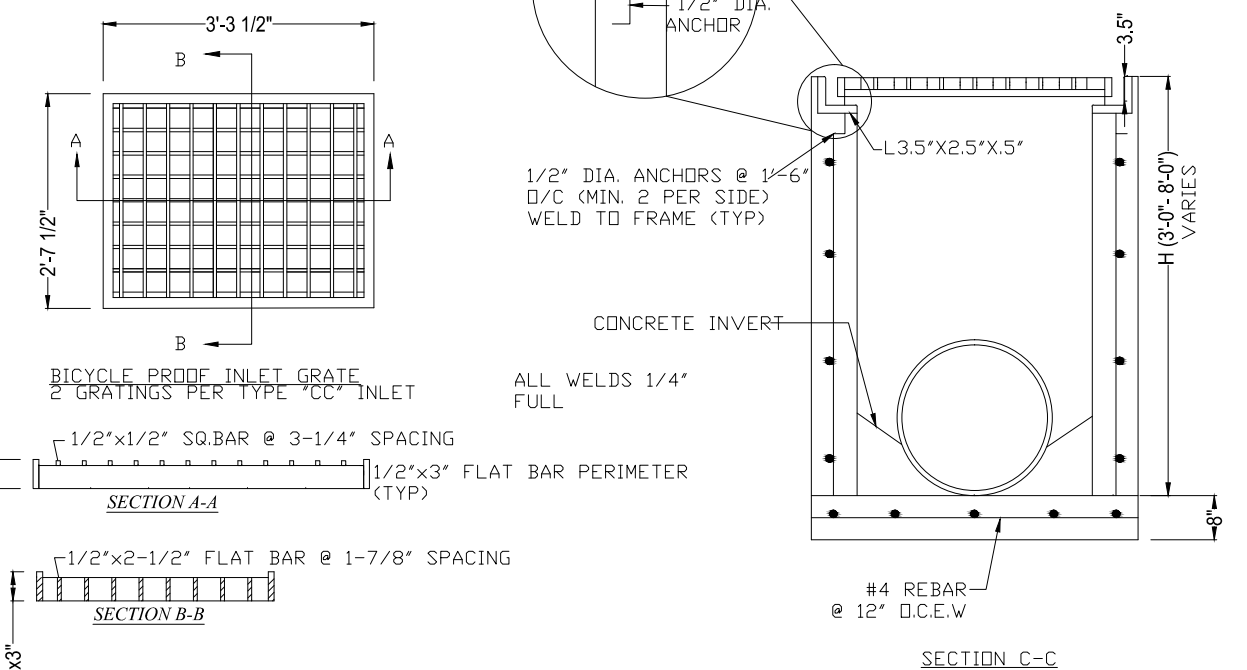 3'-3 1/2"
1/2" DIA.
ANCHOR
3.5"
B
A
A
2'-7 1/2"
L3.5"X2.5"X.5"
1/2" DIA. ANCHORS @ 1'-6"
O/C (MIN. 2 PER SIDE)
WELD TO FRAME (TYP)
H (3'-0"- 8'-0")
VARIES
CONCRETE INVERT
B
BICYCLE PROOF INLET GRATE
2 GRATINGS PER TYPE "CC" INLET
ALL WELDS 1/4"
FULL
1/2"x1/2" SQ.BAR @ 3-1/4" SPACING
1/2"x3" FLAT BAR PERIMETER
(TYP)
SECTION A-A
8"
1/2"x2-1/2" FLAT BAR @ 1-7/8" SPACING
SECTION B-B
#4 REBAR
@ 12" O.C.E.W
x3"
SECTION C-C